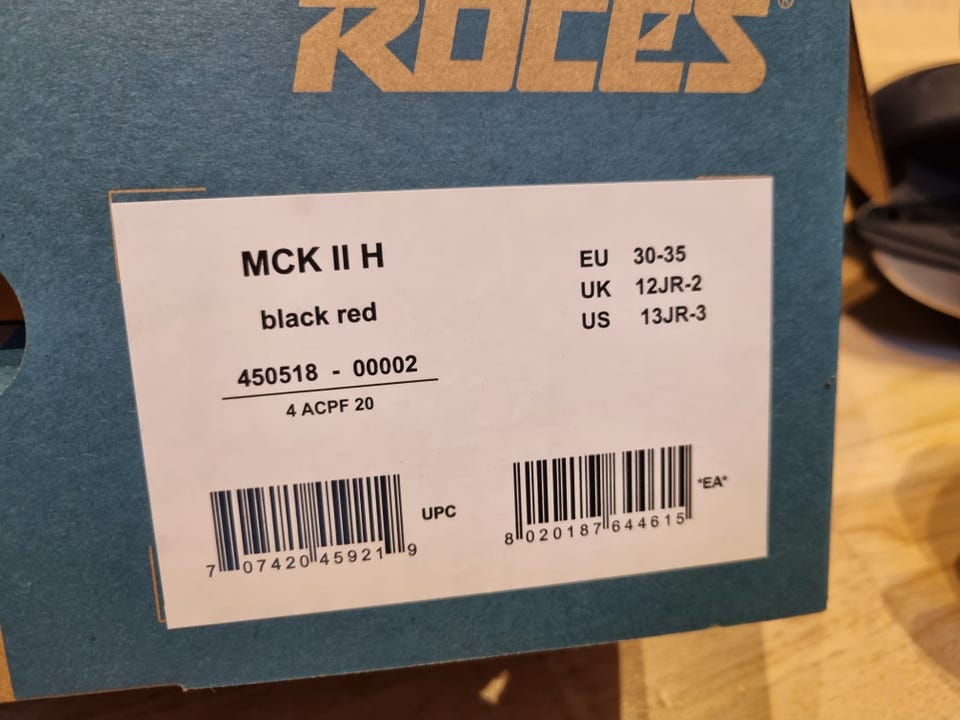 ROCES®
MCK II H
black red
450518 - 00002
4 ACPF 20
EU 30-35
UK 12JR-2
US 13JR-3
7 07420 45921 9
UPC
8 020187 644615
*EA*